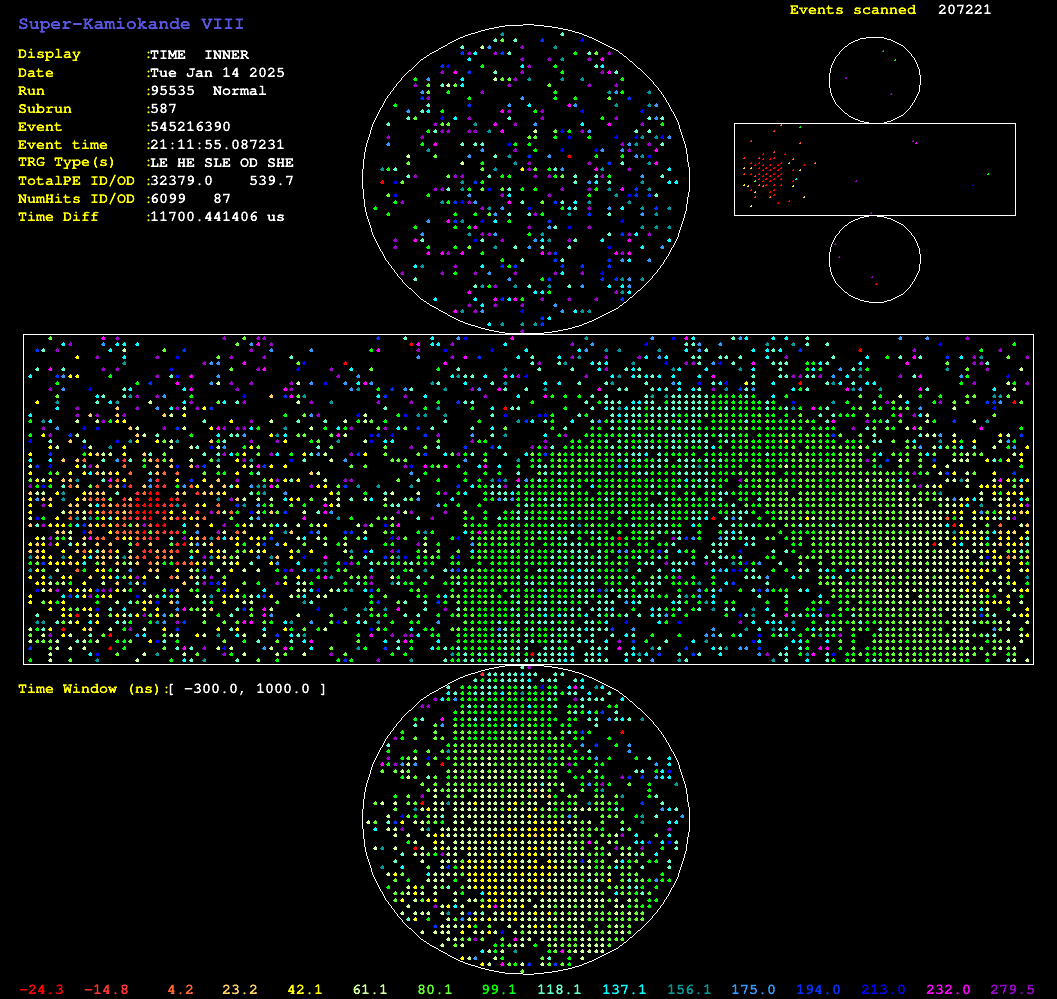 Super-Kamiokande VIII
Events scanned 207221
Display :TIME INNER
Date :Tue Jan 14 2025
Run :95535 Normal
Subrun :587
Event :545216390
Event time :21:11:55.087231
TRG Type(s) :LE HE SLE OD SHE
TotalPE ID/OD :32379.0 539.7
NumHits ID/OD :6099 87
Time Diff :11700.441406 us
Time Window (ns):[ -300.0, 1000.0 ]
-24.3 -14.8 4.2 23.2 42.1 61.1 80.1 99.1 118.1 137.1 156.1 175.0 194.0 213.0 232.0 279.5